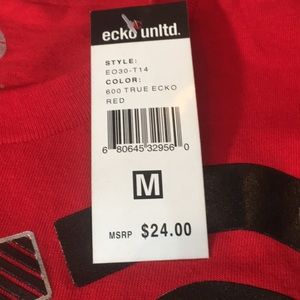 ecko unltd.
STYLE:
EO30-T14
COLOR:
600 TRUE ECKO
RED
6 80645 32956 0
M
MSRP $24.00